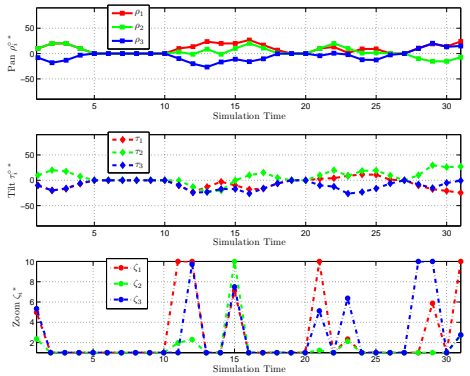 50
0
−50
Pan ρᵢ° *
ρ₁
ρ₂
ρ₃
5 10 15 20 25 30
Simulation Time
50
0
−50
Tilt τᵢ° *
τ₁
τ₂
τ₃
5 10 15 20 25 30
Simulation Time
10
8
6
4
2
Zoom ζᵢ *
ζ₁
ζ₂
ζ₃
5 10 15 20 25 30
Simulation Time